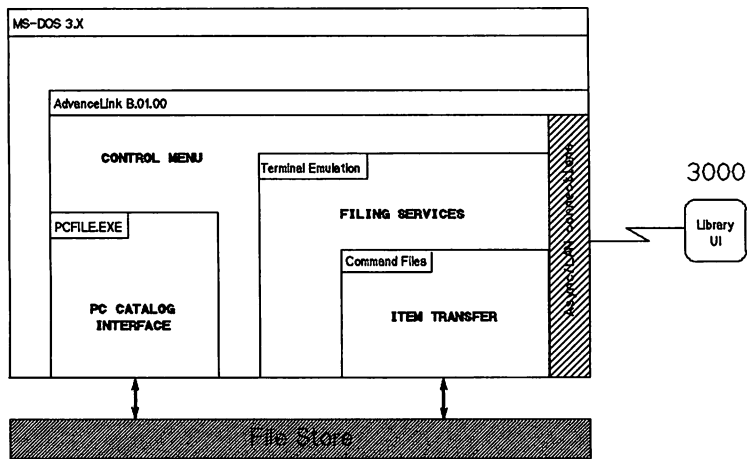 MS-DOS 3.X
AdvanceLink B.01.00
CONTROL MENU
Terminal Emulation
PCFILE.EXE
FILING SERVICES
Command Files
PC CATALOG
INTERFACE
ITEM TRANSFER
Async/LAN connections
3000
Library
UI
File Store